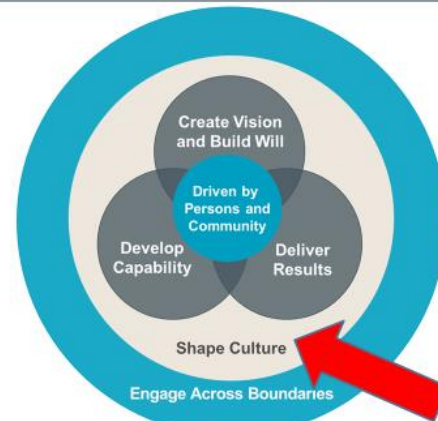 Create Vision
and Build Will
Driven by
Persons and
Community
Develop
Capability
Deliver
Results
Shape Culture
Engage Across Boundaries